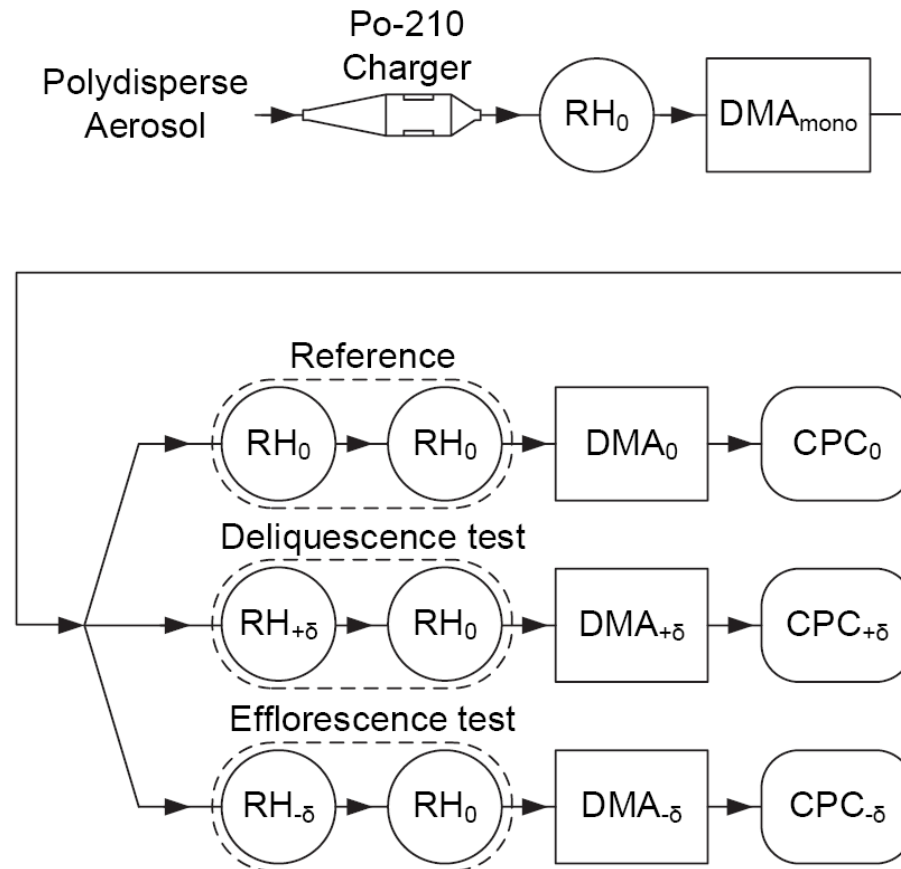 Po-210
Charger
Polydisperse
Aerosol
RH₀
DMAₘₒₙₒ
Reference
RH₀ RH₀ DMA₀ CPC₀
Deliquescence test
RH₊δ RH₀ DMA₊δ CPC₊δ
Efflorescence test
RH₋δ RH₀ DMA₋δ CPC₋δ